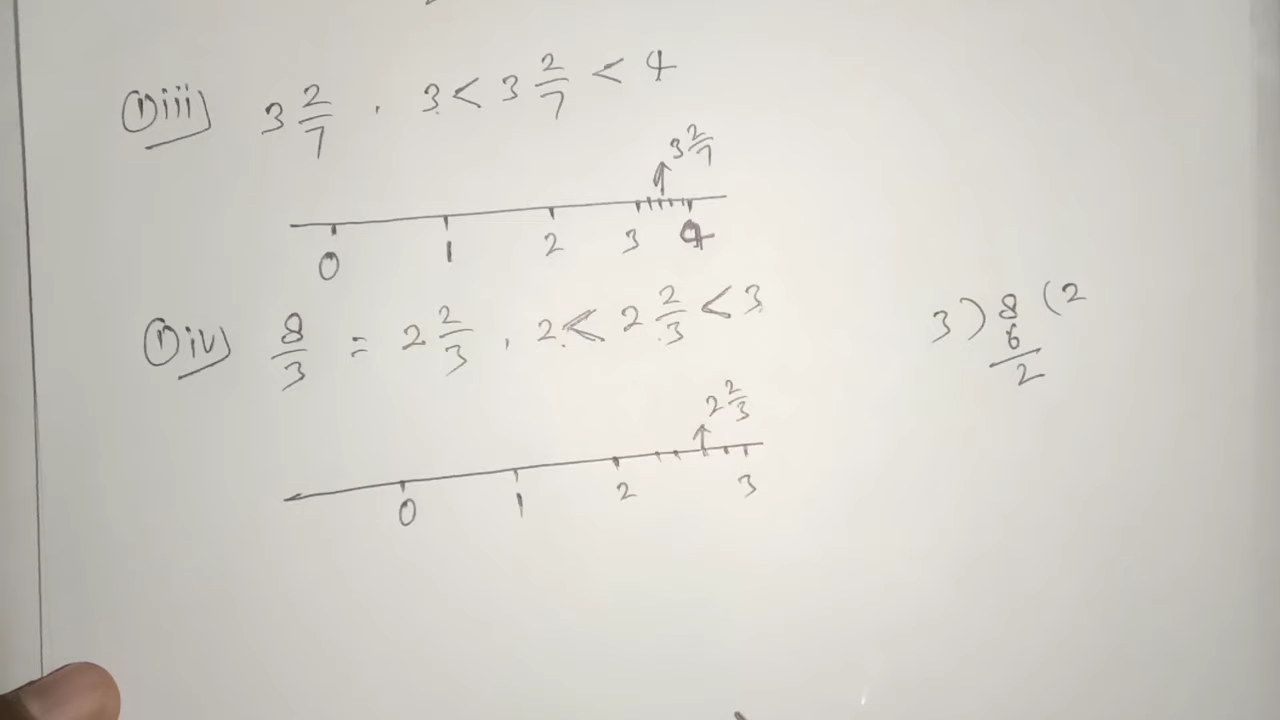 1)iii) 3 2/7 . 3 < 3 2/7 < 4
3 2/7
0 1 2 3 4
1)iv) 8/3 = 2 2/3 , 2 < 2 2/3 < 3
3 ) 8 ( 2
6
2
2 2/3
0 1 2 3